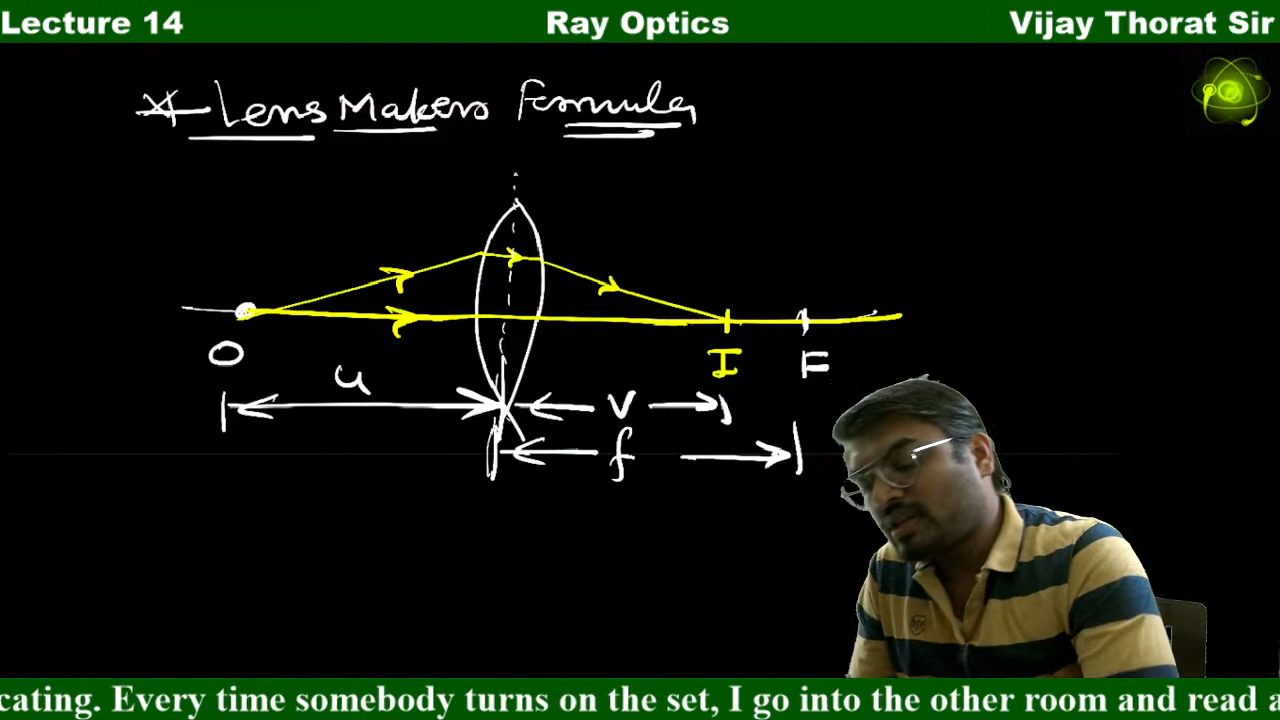 Lecture 14 Ray Optics Vijay Thorat Sir
Lens Makers Formula
O I F
u v
f
cating. Every time somebody turns on the set, I go into the other room and read a